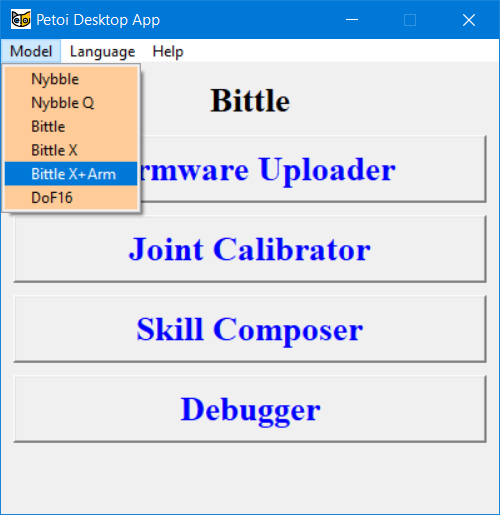 Petoi Desktop App
Model Language Help
Nybble
Nybble Q
Bittle
Bittle X
Bittle X+Arm
DoF16
Bittle
rmware Uploader
Joint Calibrator
Skill Composer
Debugger